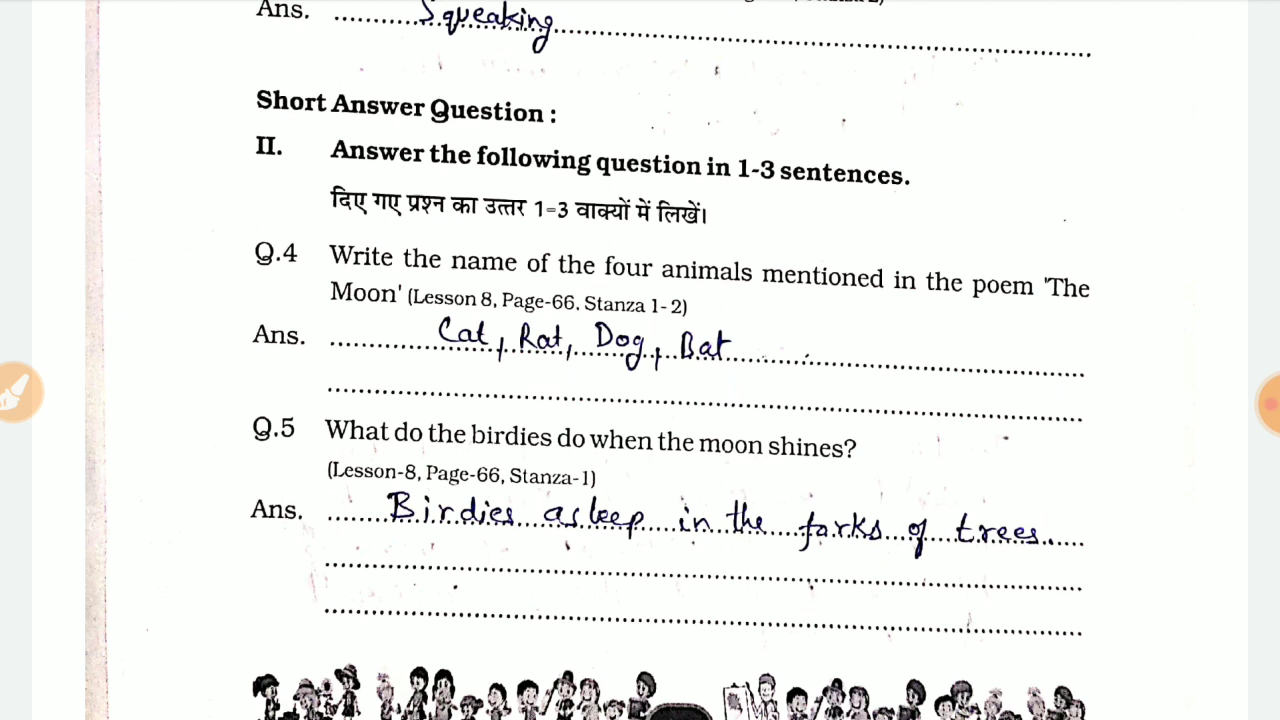 Ans. Squeaking
Short Answer Question :
II. Answer the following question in 1-3 sentences.
दिए गए प्रश्न का उत्तर 1-3 वाक्यों में लिखें।
Q.4 Write the name of the four animals mentioned in the poem 'The
Moon' (Lesson 8, Page-66, Stanza 1-2)
Ans. Cat, Rat, Dog, Bat
Q.5 What do the birdies do when the moon shines?
(Lesson-8, Page-66, Stanza-1)
Ans. Birdies asleep in the forks of trees.